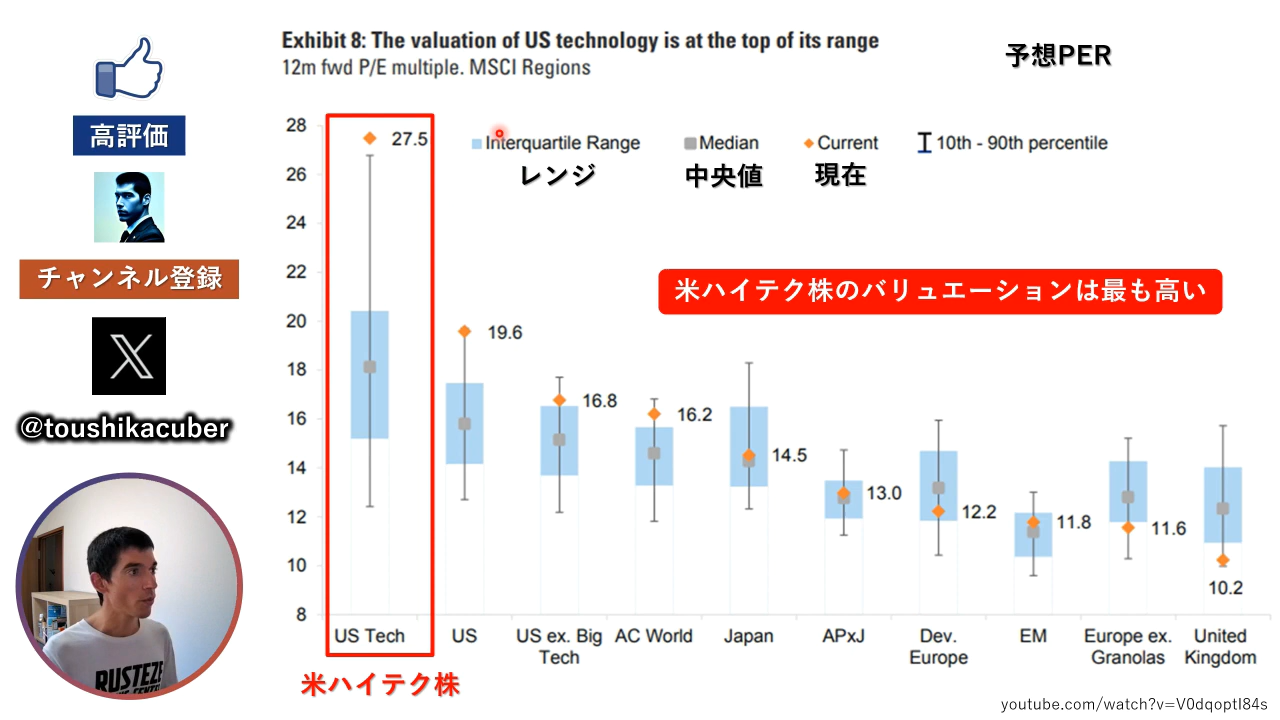 Exhibit 8: The valuation of US technology is at the top of its range
12m fwd P/E multiple. MSCI Regions
予想PER
高評価
チャンネル登録
@toushikacuber
28
26
24
22
20
18
16
14
12
10
8
Interquartile Range
Median
Current
10th - 90th percentile
レンジ
中央値
現在
米ハイテク株のバリュエーションは最も高い
27.5
19.6
16.8
16.2
14.5
13.0
12.2
11.8
11.6
10.2
US Tech
US
US ex. Big
Tech
AC World
Japan
APxJ
Dev.
Europe
EM
Europe ex.
Granolas
United
Kingdom
米ハイテク株
RUSTEZE
youtube.com/watch?v=V0dqoptI84s